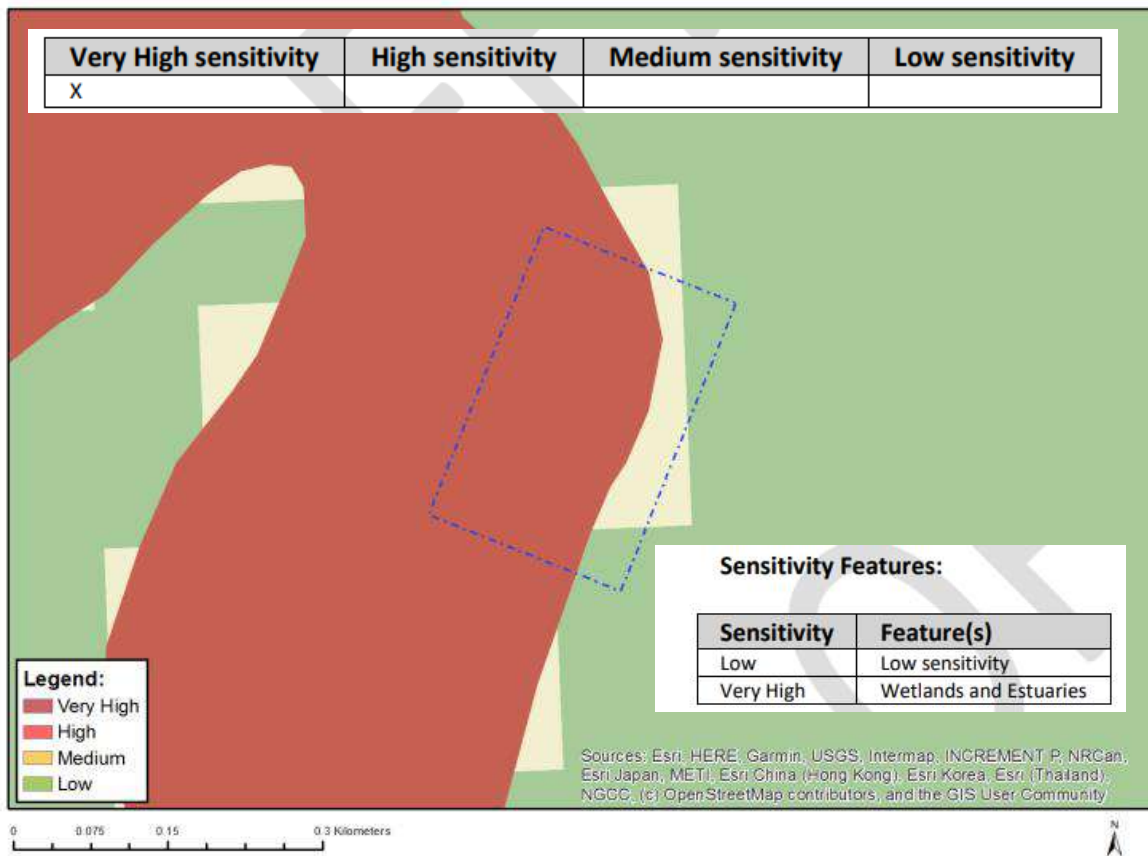 Very High sensitivity High sensitivity Medium sensitivity Low sensitivity
X
Sensitivity Features:
Sensitivity Feature(s)
Low Low sensitivity
Very High Wetlands and Estuaries
Legend:
Very High
High
Medium
Low
Sources: Esri, HERE, Garmin, USGS, Intermap, INCREMENT P, NRCan,
Esri Japan, METI, Esri China (Hong Kong), Esri Korea, Esri (Thailand),
NGCC, (c) OpenStreetMap contributors, and the GIS User Community
0 0.075 0.15 0.3 Kilometers
N